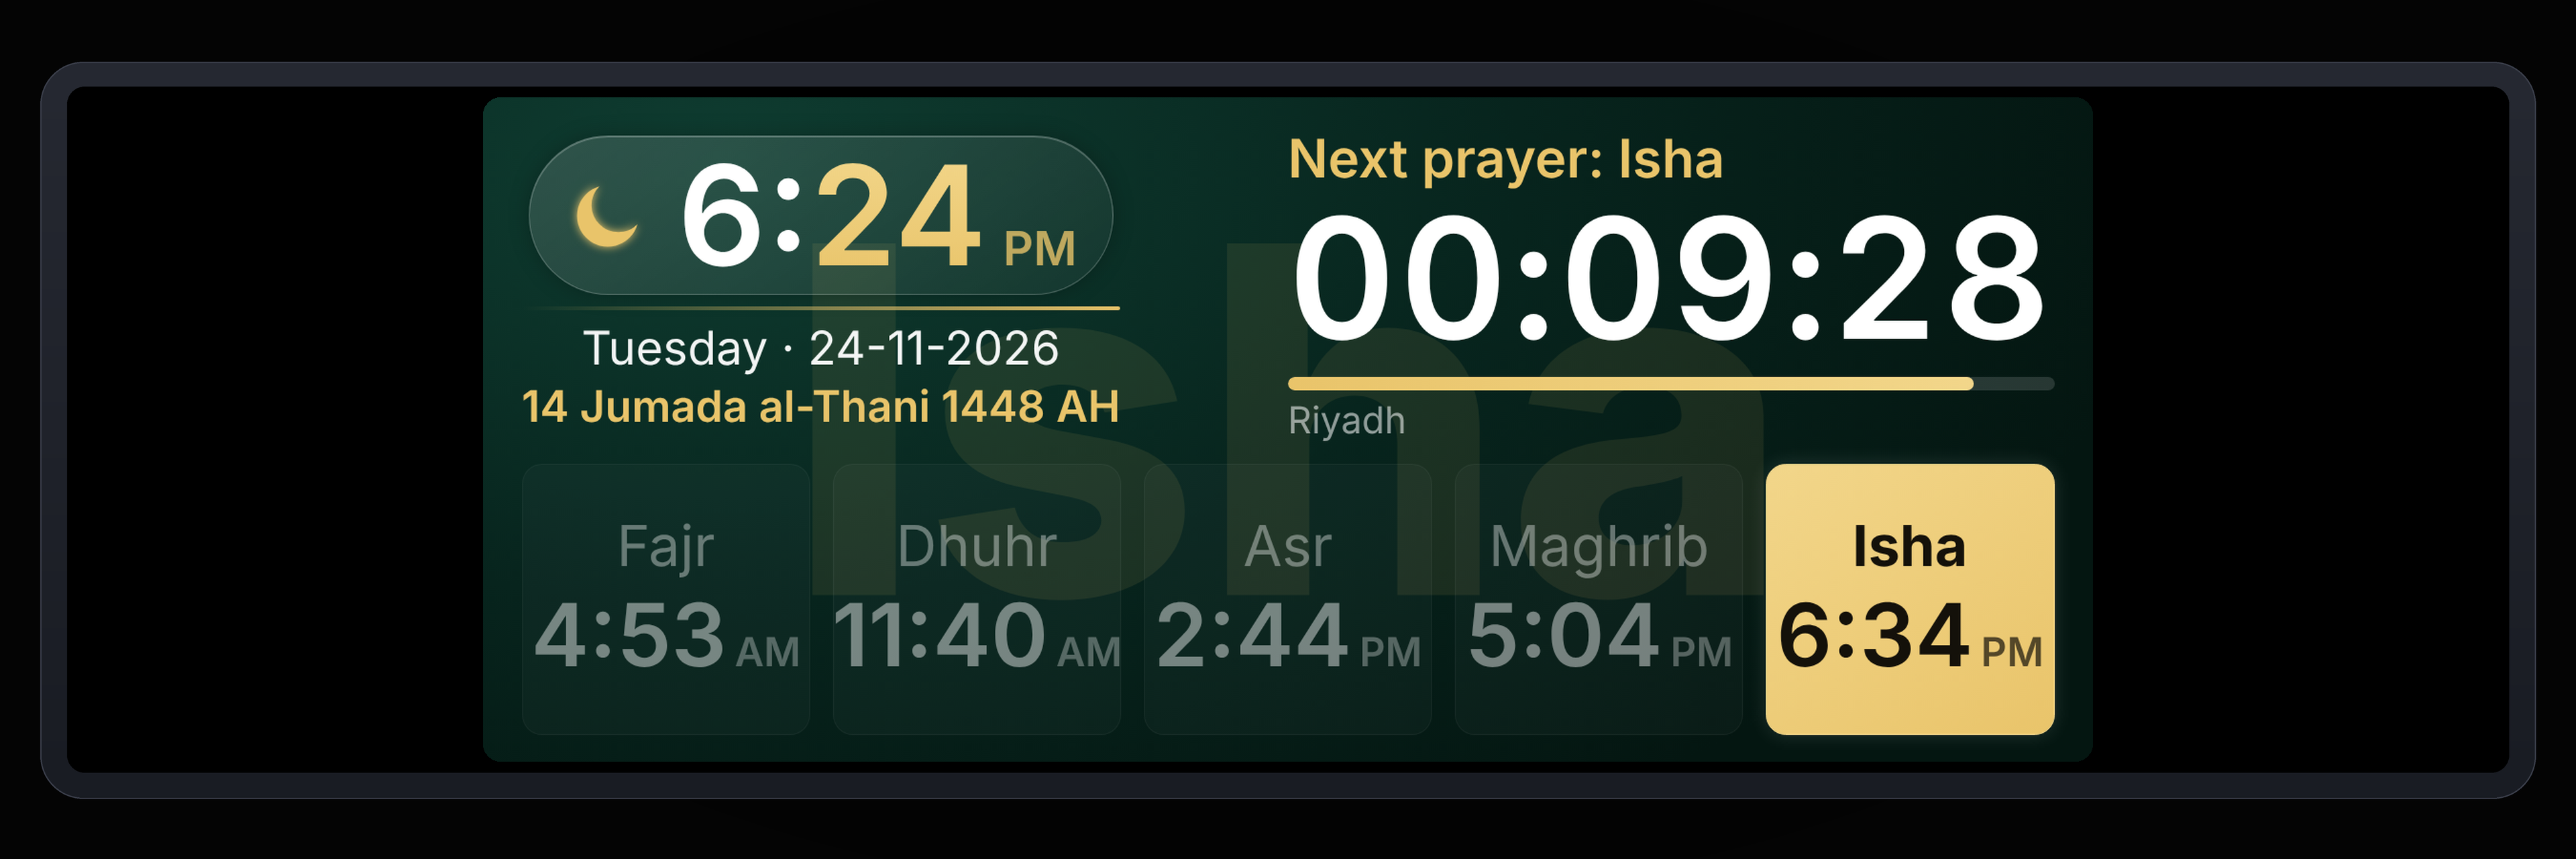 6:24 PM
Tuesday · 24-11-2026
14 Jumada al-Thani 1448 AH
Next prayer: Isha
00:09:28
Riyadh
Isha
Fajr
4:53 AM
Dhuhr
11:40 AM
Asr
2:44 PM
Maghrib
5:04 PM
Isha
6:34 PM